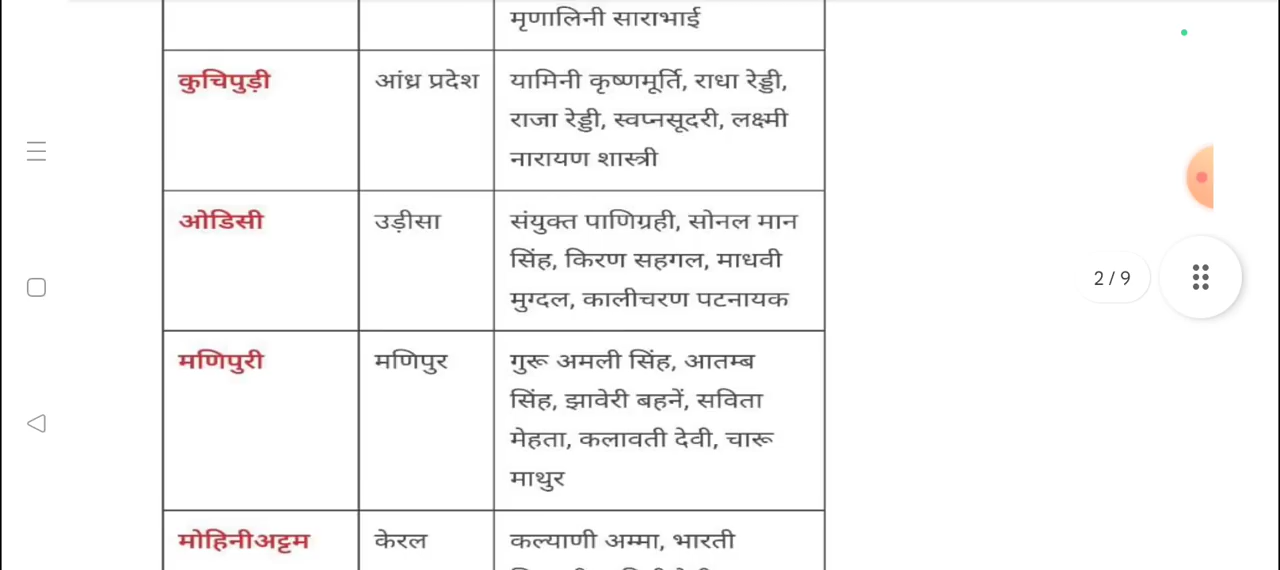 मृणालिनी साराभाई
कुचिपुड़ी
आंध्र प्रदेश
यामिनी कृष्णमूर्ति, राधा रेड्डी,
राजा रेड्डी, स्वप्नसूदरी, लक्ष्मी
नारायण शास्त्री
ओडिसी
उड़ीसा
संयुक्त पाणिग्रही, सोनल मान
सिंह, किरण सहगल, माधवी
मुग्दल, कालीचरण पटनायक
2 / 9
मणिपुरी
मणिपुर
गुरू अमली सिंह, आतम्ब
सिंह, झावेरी बहनें, सविता
मेहता, कलावती देवी, चारू
माथुर
मोहिनीअट्टम
केरल
कल्याणी अम्मा, भारती